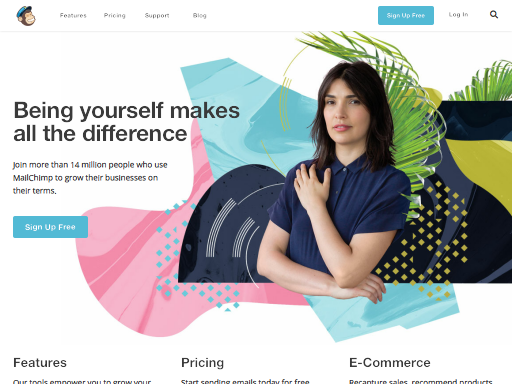 Features
Pricing
Support
Blog
Sign Up Free
Log In
Being yourself makes
all the difference
Join more than 14 million people who use
MailChimp to grow their businesses on
their terms.
Sign Up Free
Features
Pricing
E-Commerce
Our tools empower you to grow your
Start sending emails today for free
Recapture sales, recommend products